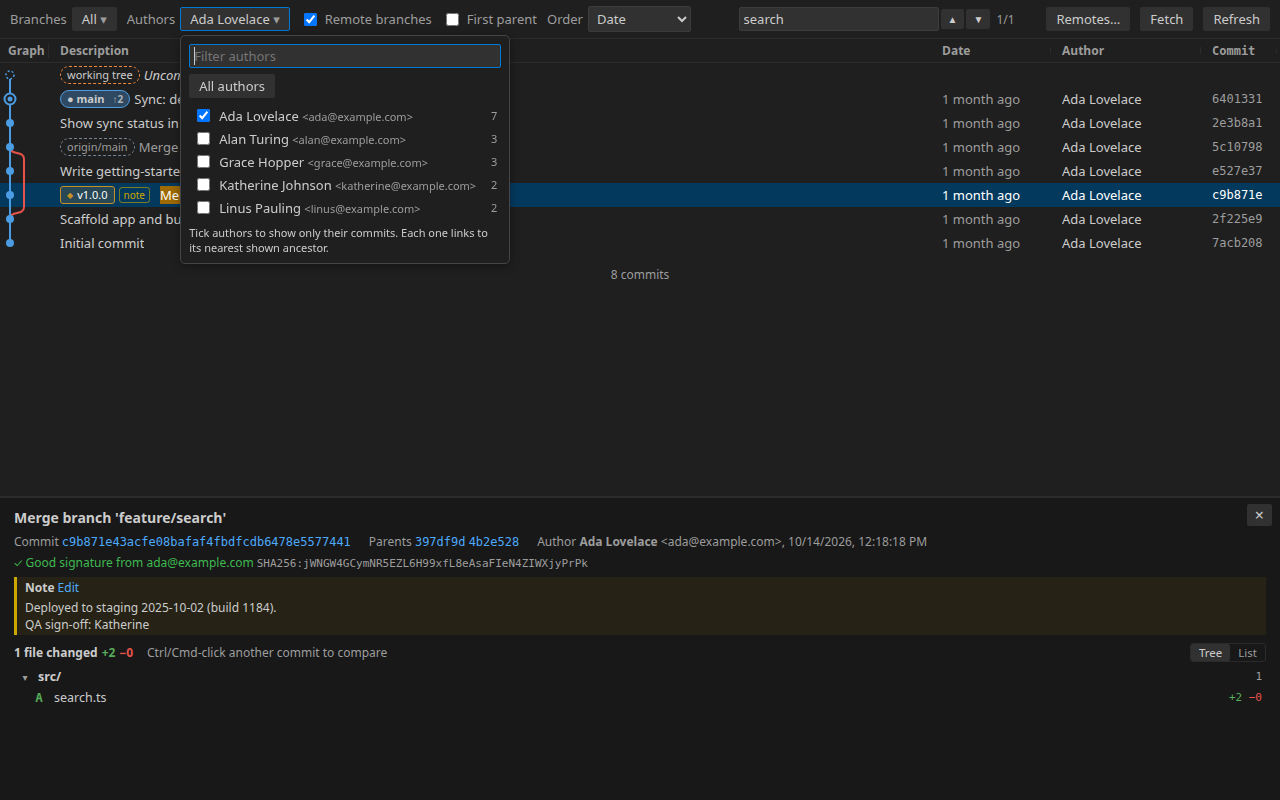 Branches All ▾ Authors Ada Lovelace ▾ Remote branches First parent Order Date search ▲ ▼ 1/1 Remotes... Fetch Refresh
Graph Description Date Author Commit
Filter authors
All authors
Ada Lovelace <ada@example.com> 7
Alan Turing <alan@example.com> 3
Grace Hopper <grace@example.com> 3
Katherine Johnson <katherine@example.com> 2
Linus Pauling <linus@example.com> 2
Tick authors to show only their commits. Each one links to
its nearest shown ancestor.
working tree Uncon
● main ↑2 Sync: de 1 month ago Ada Lovelace 6401331
Show sync status in 1 month ago Ada Lovelace 2e3b8a1
origin/main Merge 1 month ago Ada Lovelace 5c10798
Write getting-starte 1 month ago Ada Lovelace e527e37
◆ v1.0.0 note Me 1 month ago Ada Lovelace c9b871e
Scaffold app and bu 1 month ago Ada Lovelace 2f225e9
Initial commit 1 month ago Ada Lovelace 7acb208
8 commits
Merge branch 'feature/search' ✕
Commit c9b871e43acfe08bafaf4fbdfcdb6478e5577441 Parents 397df9d 4b2e528 Author Ada Lovelace <ada@example.com>, 10/14/2026, 12:18:18 PM
✓ Good signature from ada@example.com SHA256:jWNGW4GCymNR5EZL6H99xfL8eAsaFIeN4ZIWXjyPrPk
Note Edit
Deployed to staging 2025-10-02 (build 1184).
QA sign-off: Katherine
1 file changed +2 −0 Ctrl/Cmd-click another commit to compare Tree List
▾ src/ 1
A search.ts +2 −0